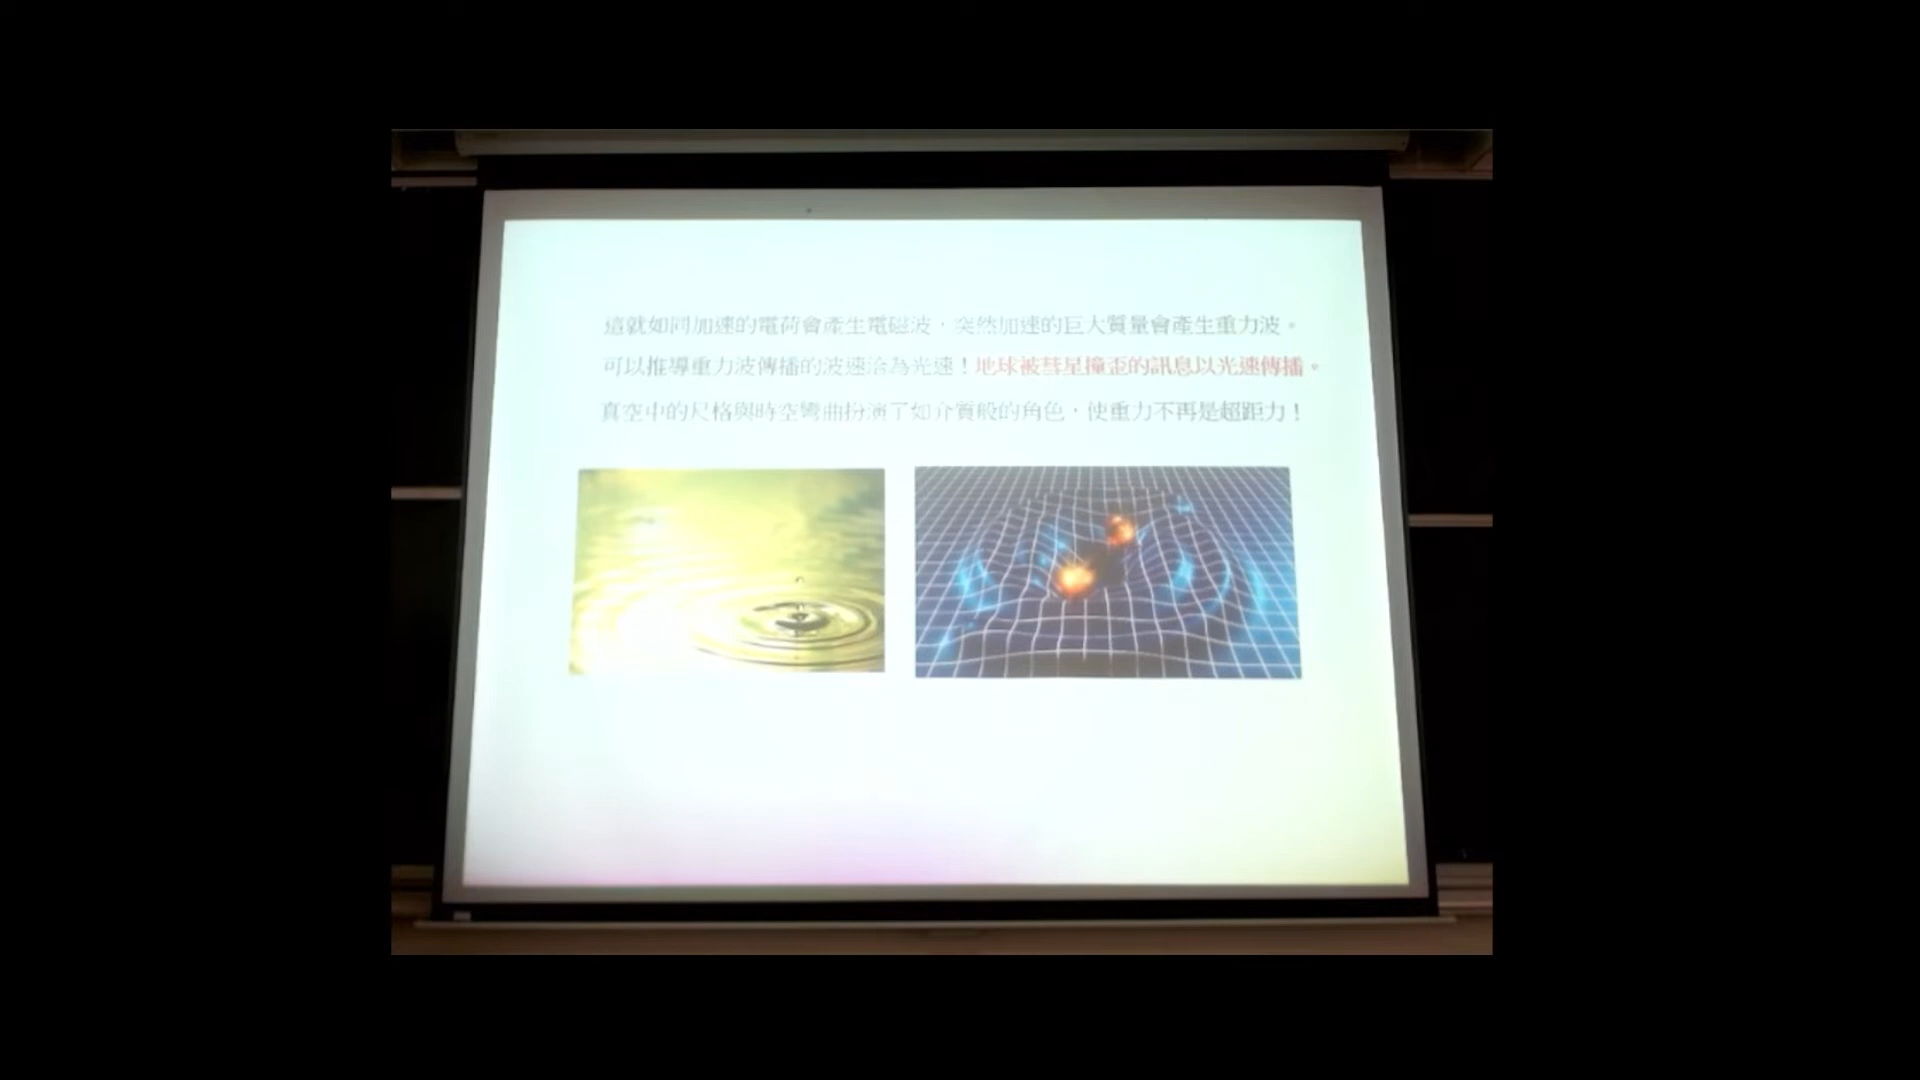 這就如同加速的電荷會產生電磁波，突然加速的巨大質量會產生重力波。
可以推導重力波傳播的波速洽為光速！地球被彗星撞歪的訊息以光速傳播。
真空中的尺格與時空彎曲扮演了如介質般的角色，使重力不再是超距力！